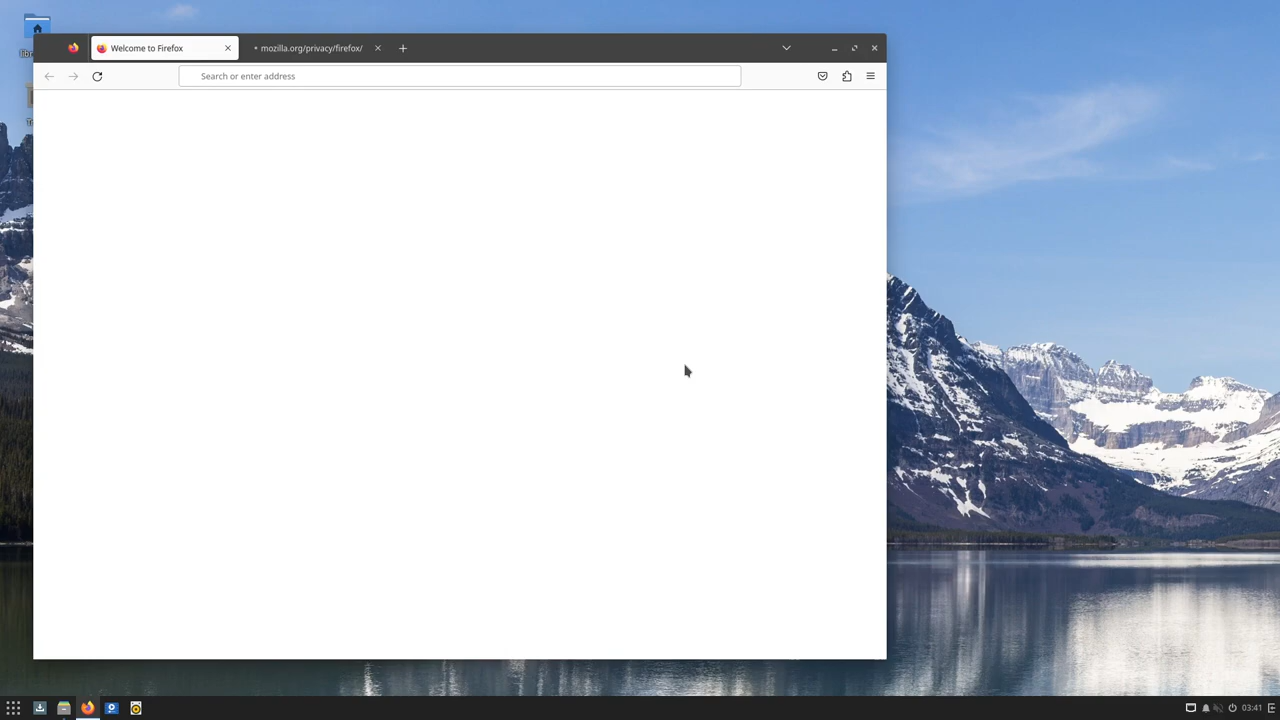 Welcome to Firefox
mozilla.org/privacy/firefox/
Search or enter address
03:41